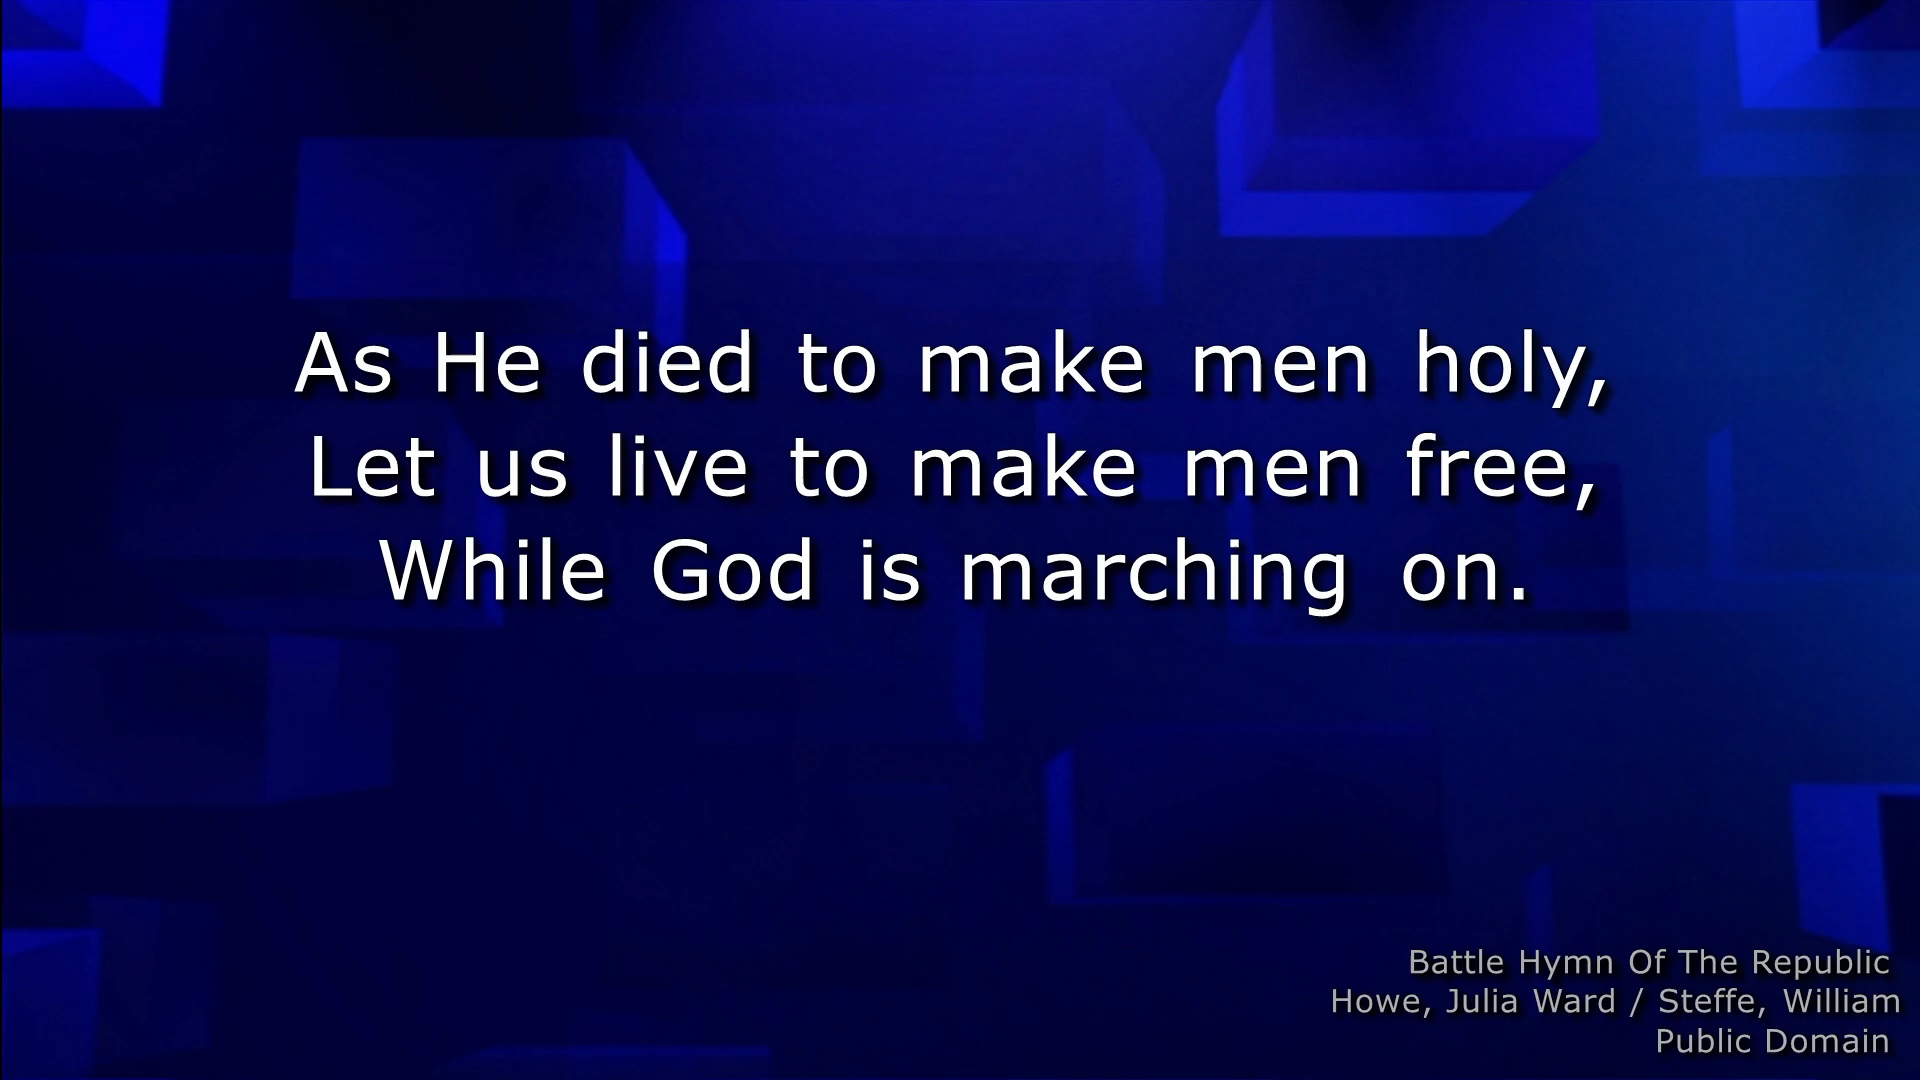 As He died to make men holy,
Let us live to make men free,
While God is marching on.
Battle Hymn Of The Republic
Howe, Julia Ward / Steffe, William
Public Domain